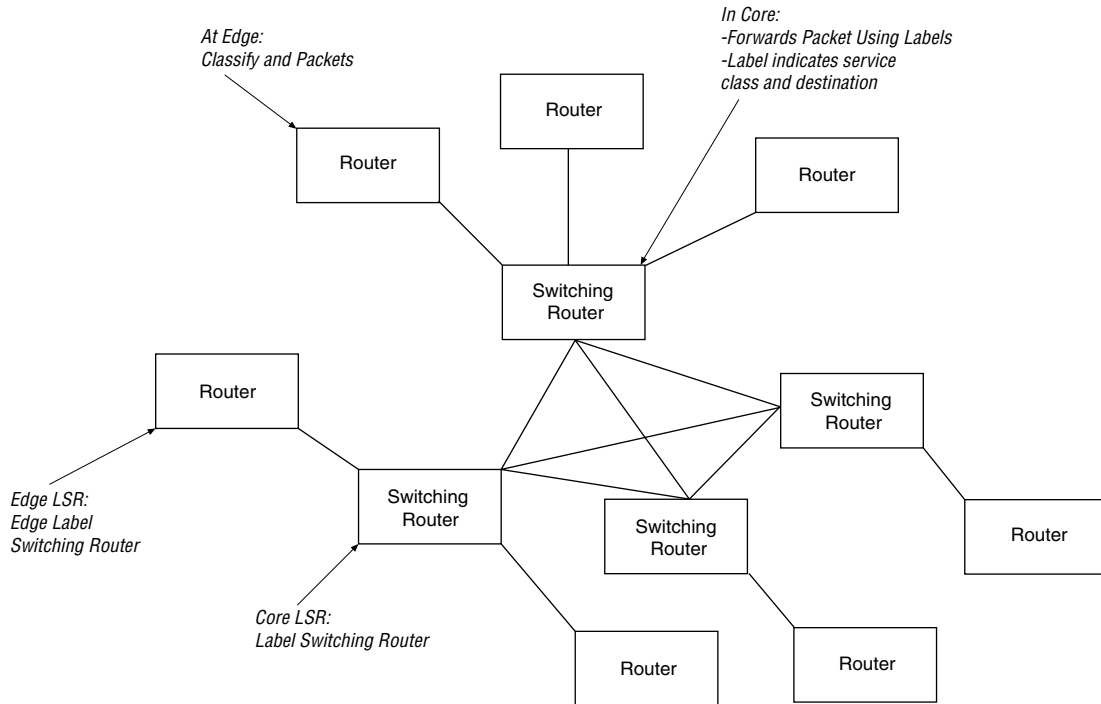 At Edge:
Classify and Packets
In Core:
-Forwards Packet Using Labels
-Label indicates service
class and destination
Router
Router
Router
Switching
Router
Router
Switching
Router
Edge LSR:
Edge Label
Switching Router
Switching
Router
Switching
Router
Router
Core LSR:
Label Switching Router
Router
Router